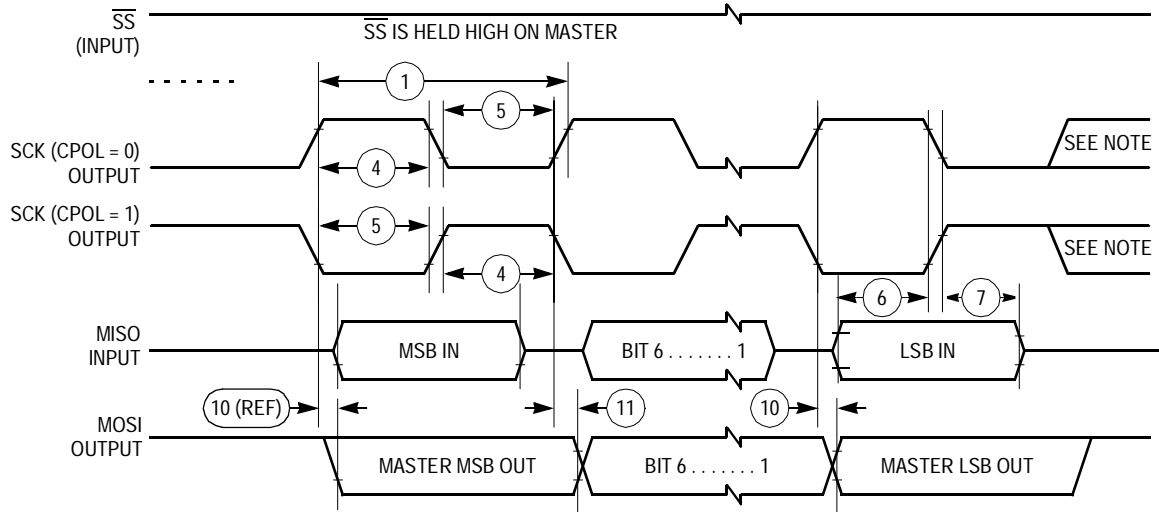 SS
(INPUT)
SS IS HELD HIGH ON MASTER
1
5
SCK (CPOL = 0)
OUTPUT
4
SEE NOTE
SCK (CPOL = 1)
OUTPUT
5
4
SEE NOTE
6
7
MISO
INPUT
MSB IN
BIT 6 . . . . . . . 1
LSB IN
10 (REF)
11
10
MOSI
OUTPUT
MASTER MSB OUT
BIT 6 . . . . . . . 1
MASTER LSB OUT